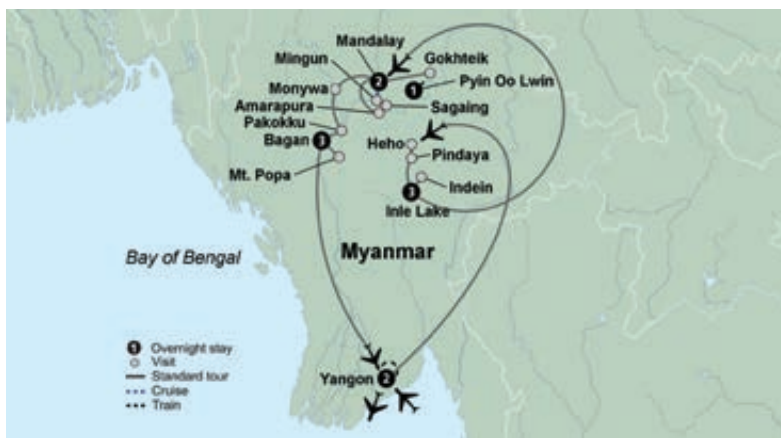 Mandalay
2
Gokhteik
Mingun
1
Pyin Oo Lwin
Monywa
Amarapura
Sagaing
Pakokku
Bagan
3
Heho
Pindaya
Mt. Popa
Indein
3
Inle Lake
Myanmar
Bay of Bengal
1 Overnight stay
Visit
Standard tour
Cruise
Train
Yangon 2